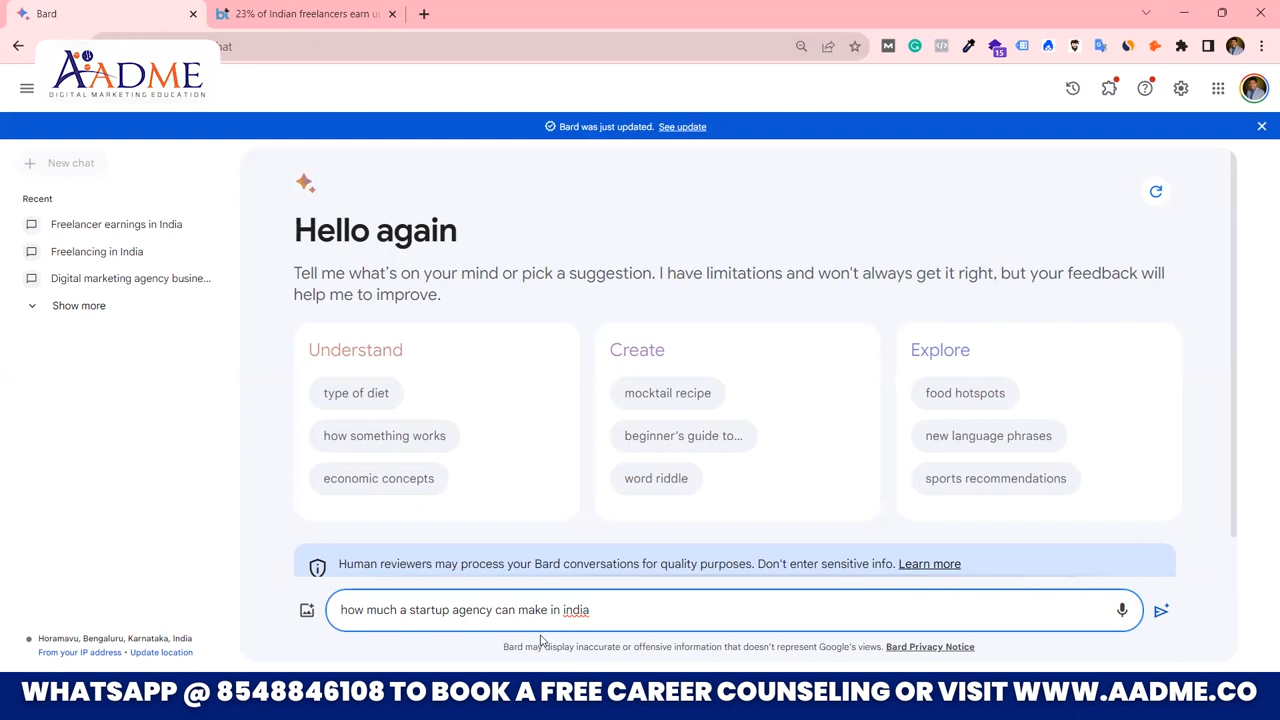 Bard
23% of Indian freelancers earn up
hat
AADME
DIGITAL MARKETING EDUCATION
15
Bard was just updated. See update
New chat
Recent
Freelancer earnings in India
Freelancing in India
Digital marketing agency busine...
Show more
Hello again
Tell me what's on your mind or pick a suggestion. I have limitations and won't always get it right, but your feedback will
help me to improve.
Understand
type of diet
how something works
economic concepts
Create
mocktail recipe
beginner's guide to...
word riddle
Explore
food hotspots
new language phrases
sports recommendations
Human reviewers may process your Bard conversations for quality purposes. Don't enter sensitive info. Learn more
how much a startup agency can make in india
Bard may display inaccurate or offensive information that doesn't represent Google's views. Bard Privacy Notice
Horamavu, Bengaluru, Karnataka, India
From your IP address • Update location
WHATSAPP @ 8548846108 TO BOOK A FREE CAREER COUNSELING OR VISIT WWW.AADME.CO